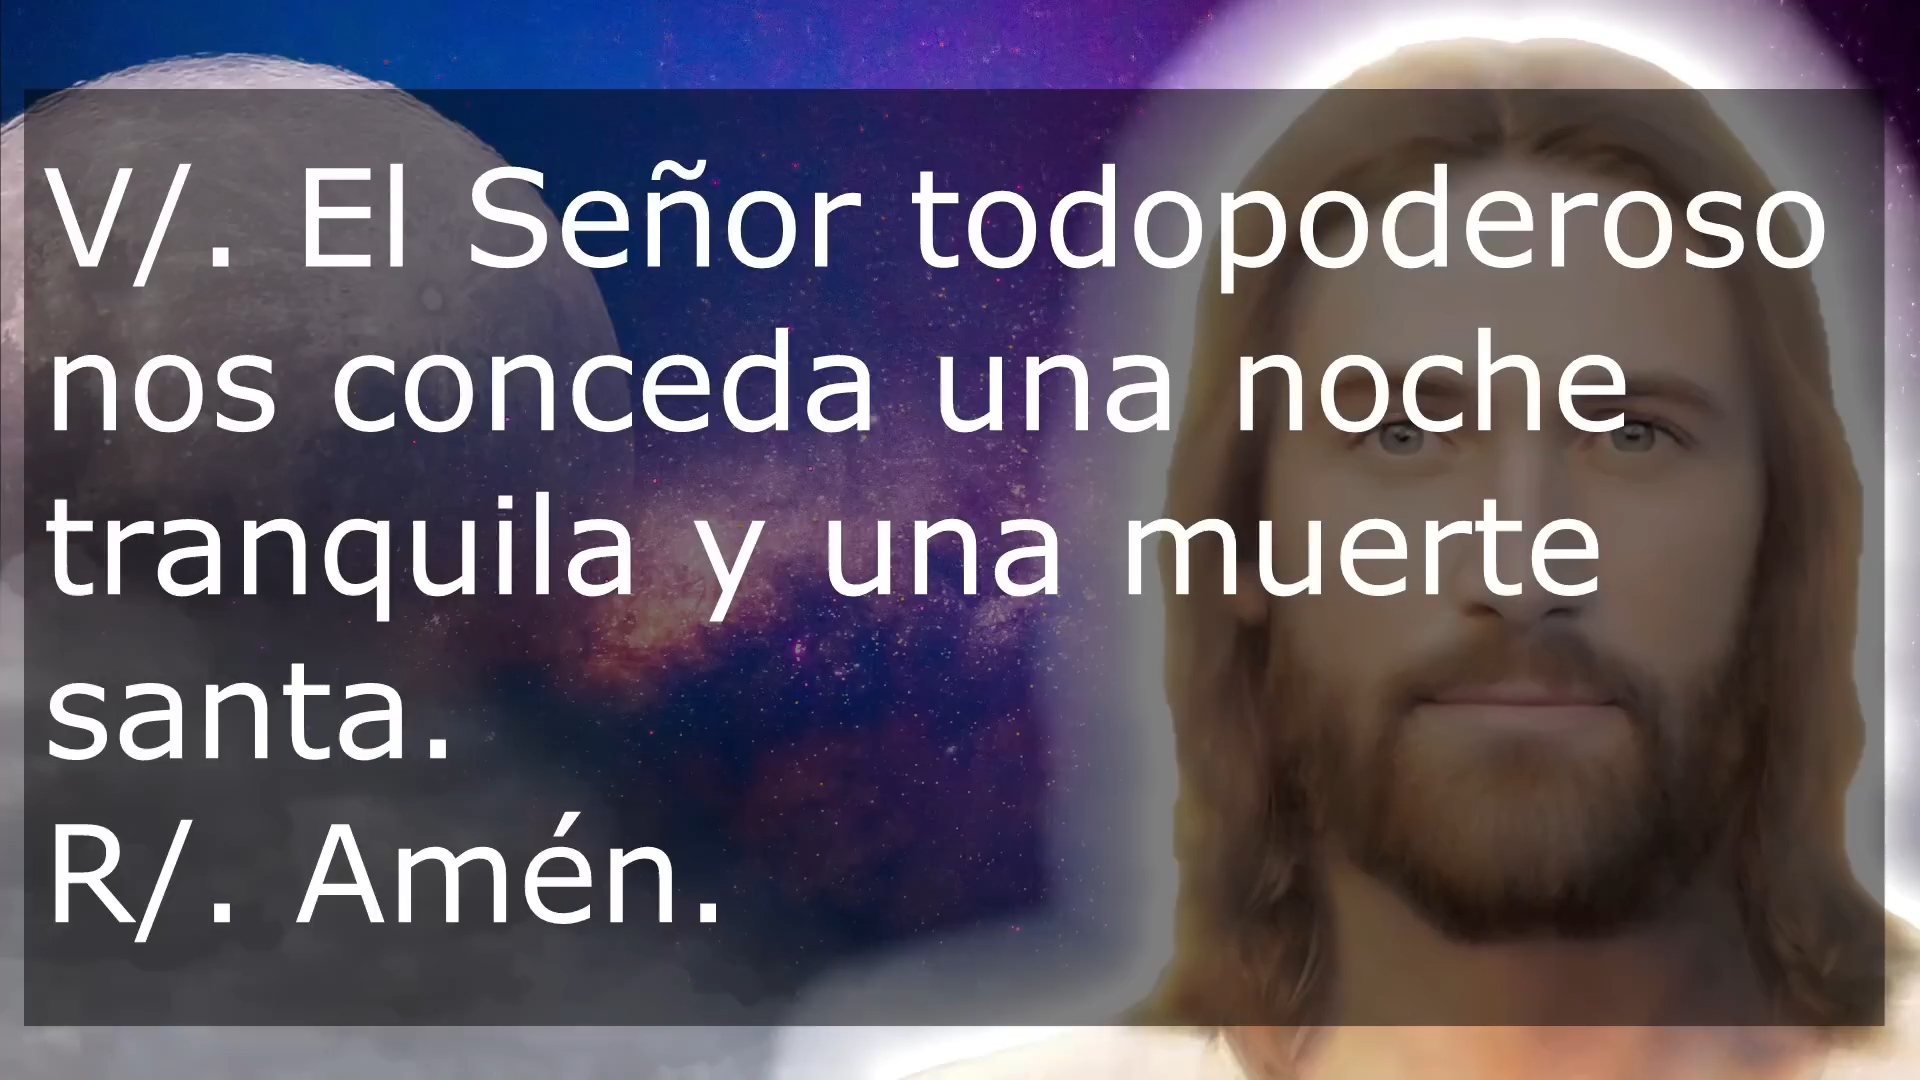 V/. El Señor todopoderoso
nos conceda una noche
tranquila y una muerte
santa.
R/. Amén.